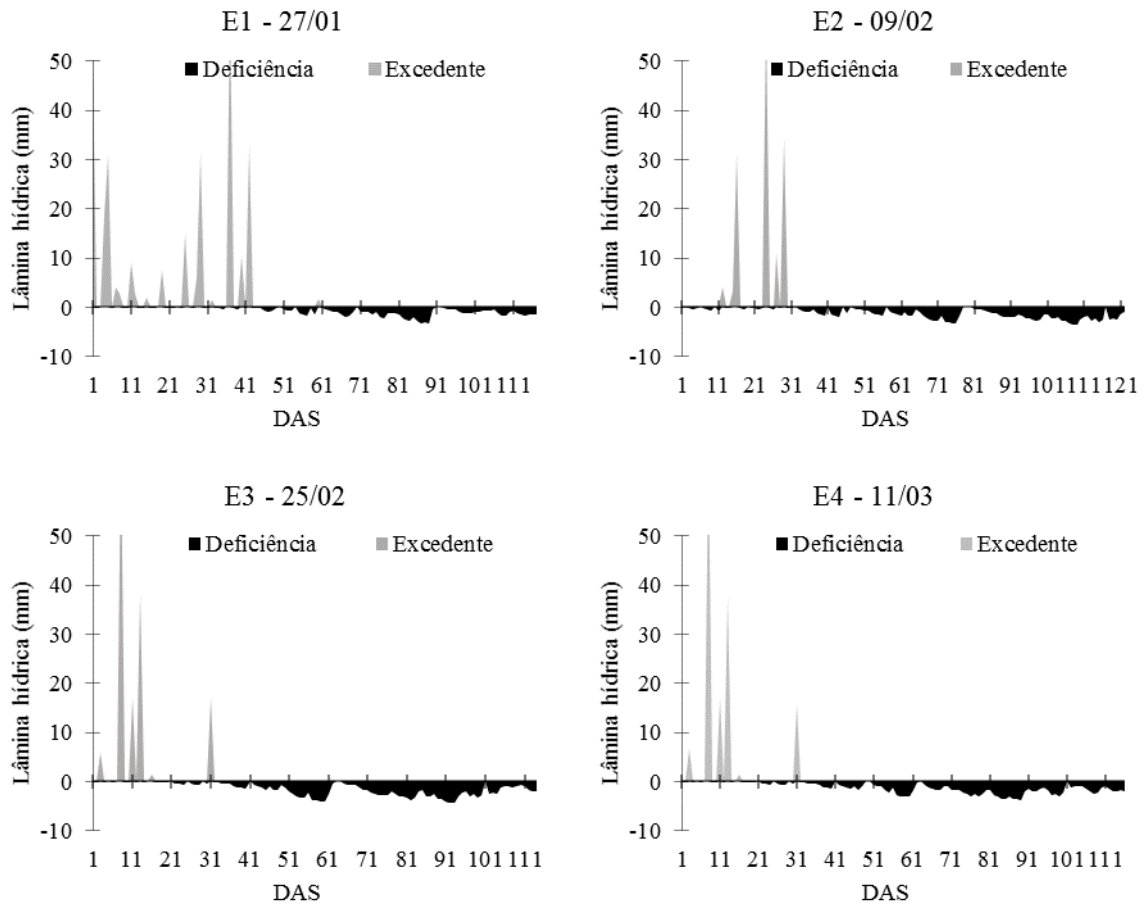 E1 - 27/01
Deficiência Excedente
Lâmina hídrica (mm)
50
40
30
20
10
0
-10
1 11 21 31 41 51 61 71 81 91 101 111
DAS
E2 - 09/02
Deficiência Excedente
Lâmina hídrica (mm)
50
40
30
20
10
0
-10
1 11 21 31 41 51 61 71 81 91 101 111 121
DAS
E3 - 25/02
Deficiência Excedente
Lâmina hídrica (mm)
50
40
30
20
10
0
-10
1 11 21 31 41 51 61 71 81 91 101 111
DAS
E4 - 11/03
Deficiência Excedente
Lâmina hídrica (mm)
50
40
30
20
10
0
-10
1 11 21 31 41 51 61 71 81 91 101 111
DAS